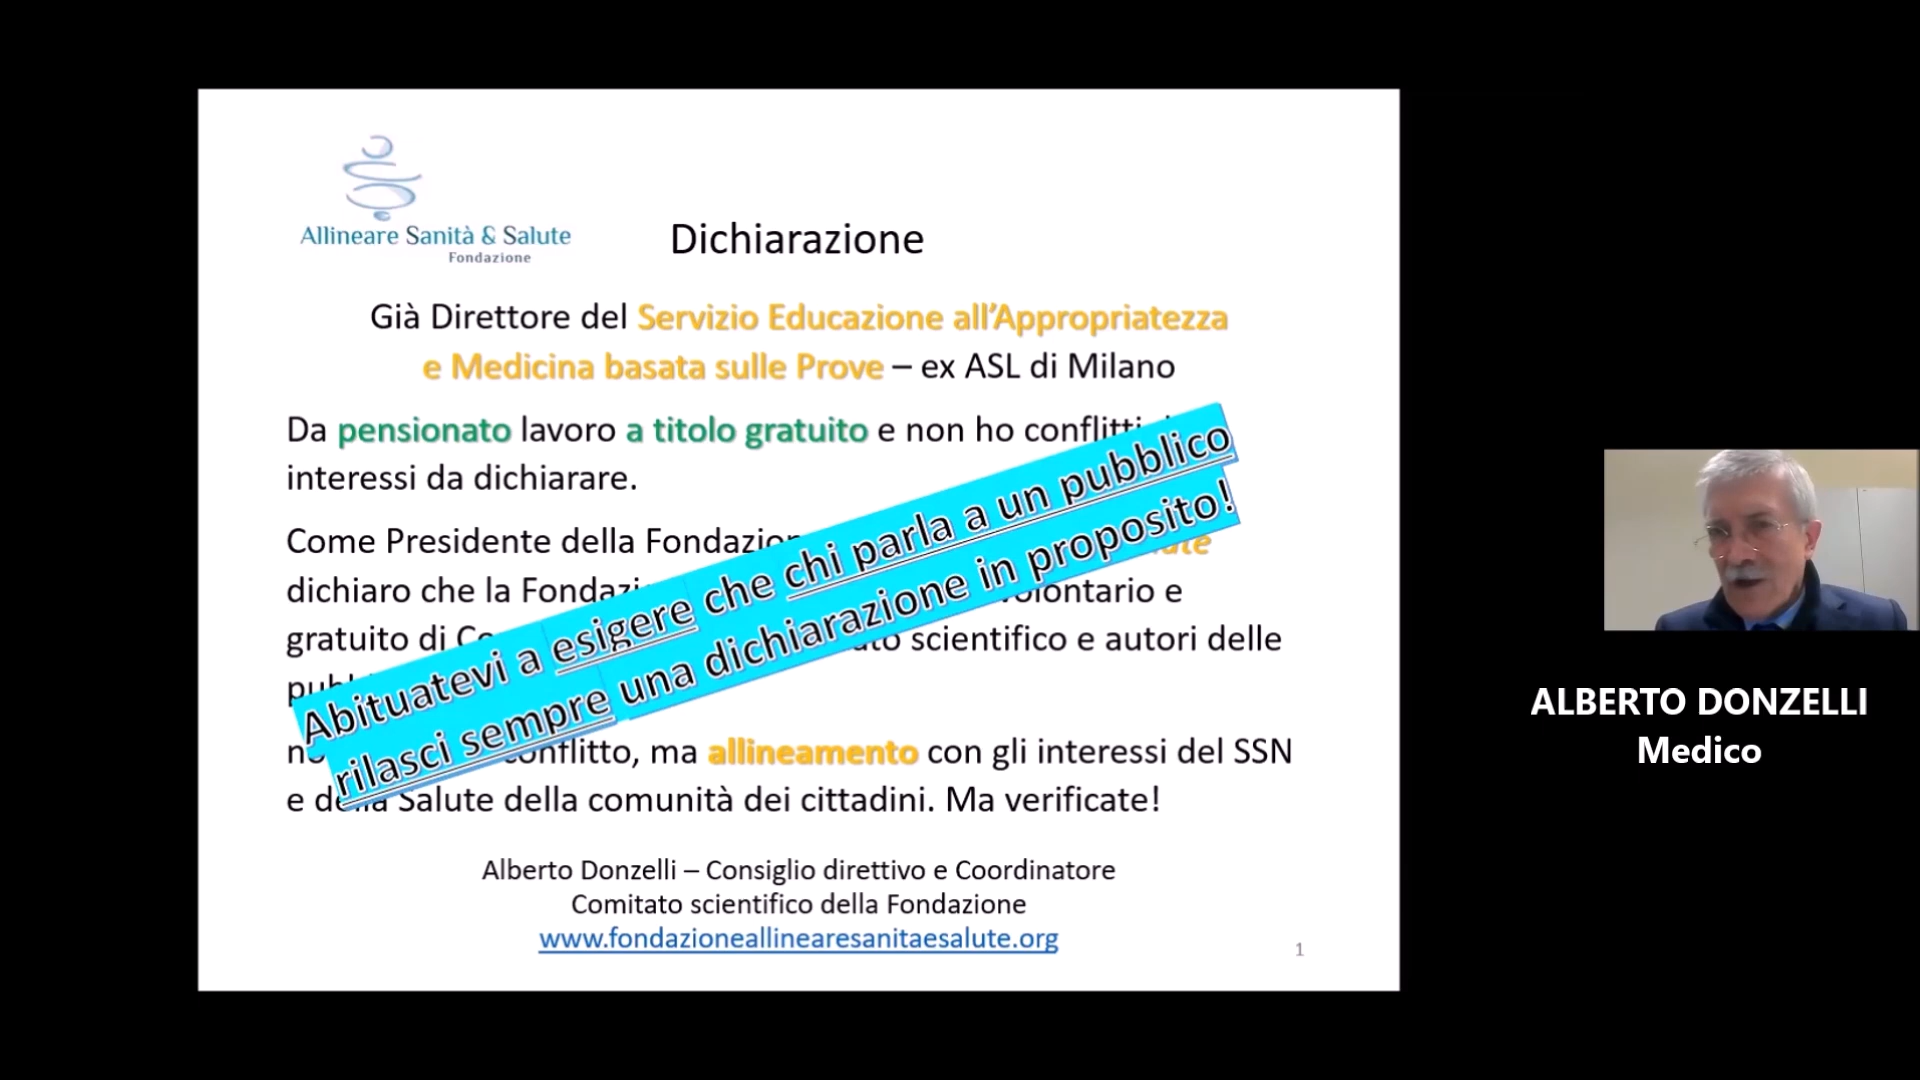 Allineare Sanità & Salute
Fondazione
Dichiarazione
Già Direttore del Servizio Educazione all'Appropriatezza
e Medicina basata sulle Prove – ex ASL di Milano
Da pensionato lavoro a titolo gratuito e non ho conflitti
interessi da dichiarare.
Come Presidente della Fondazione
dichiaro che la
gratuito di scientifico e autori delle
conflitto, ma allineamento con gli interessi del SSN
e della Salute della comunità dei cittadini. Ma verificate!
Abituatevi a esigere che chi parla a un pubblico
rilasci sempre una dichiarazione in proposito!
Alberto Donzelli – Consiglio direttivo e Coordinatore
Comitato scientifico della Fondazione
www.fondazioneallinearesanitaesalute.org
1
ALBERTO DONZELLI
Medico